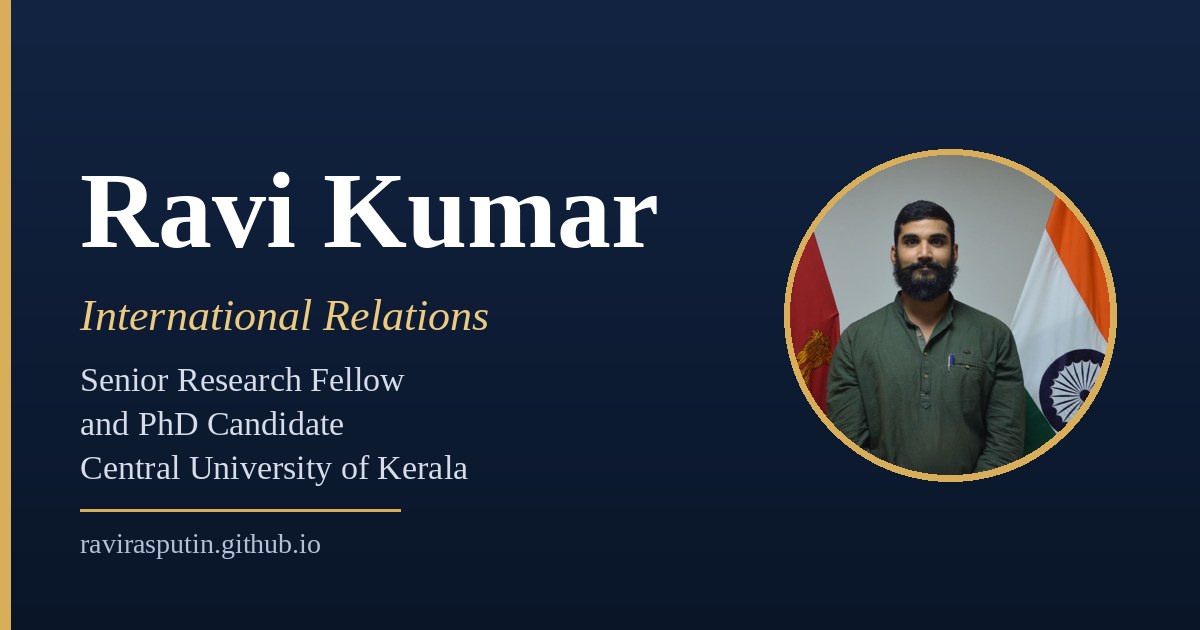 Ravi Kumar
International Relations
Senior Research Fellow
and PhD Candidate
Central University of Kerala
ravirasputin.github.io